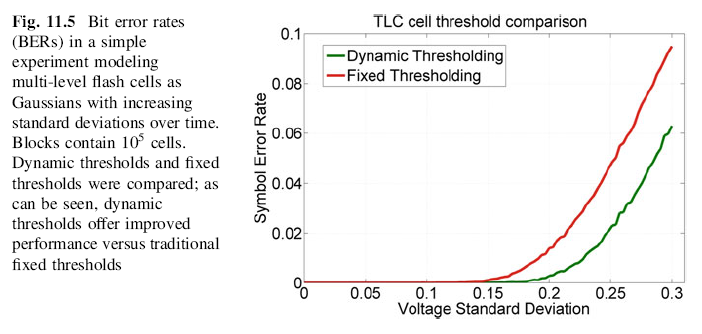 Fig. 11.5 Bit error rates
(BERs) in a simple
experiment modeling
multi-level flash cells as
Gaussians with increasing
standard deviations over time.
Blocks contain 10⁵ cells.
Dynamic thresholds and fixed
thresholds were compared; as
can be seen, dynamic
thresholds offer improved
performance versus traditional
fixed thresholds
TLC cell threshold comparison
Dynamic Thresholding
Fixed Thresholding
Symbol Error Rate
0.1
0.08
0.06
0.04
0.02
0
0 0.05 0.1 0.15 0.2 0.25 0.3
Voltage Standard Deviation